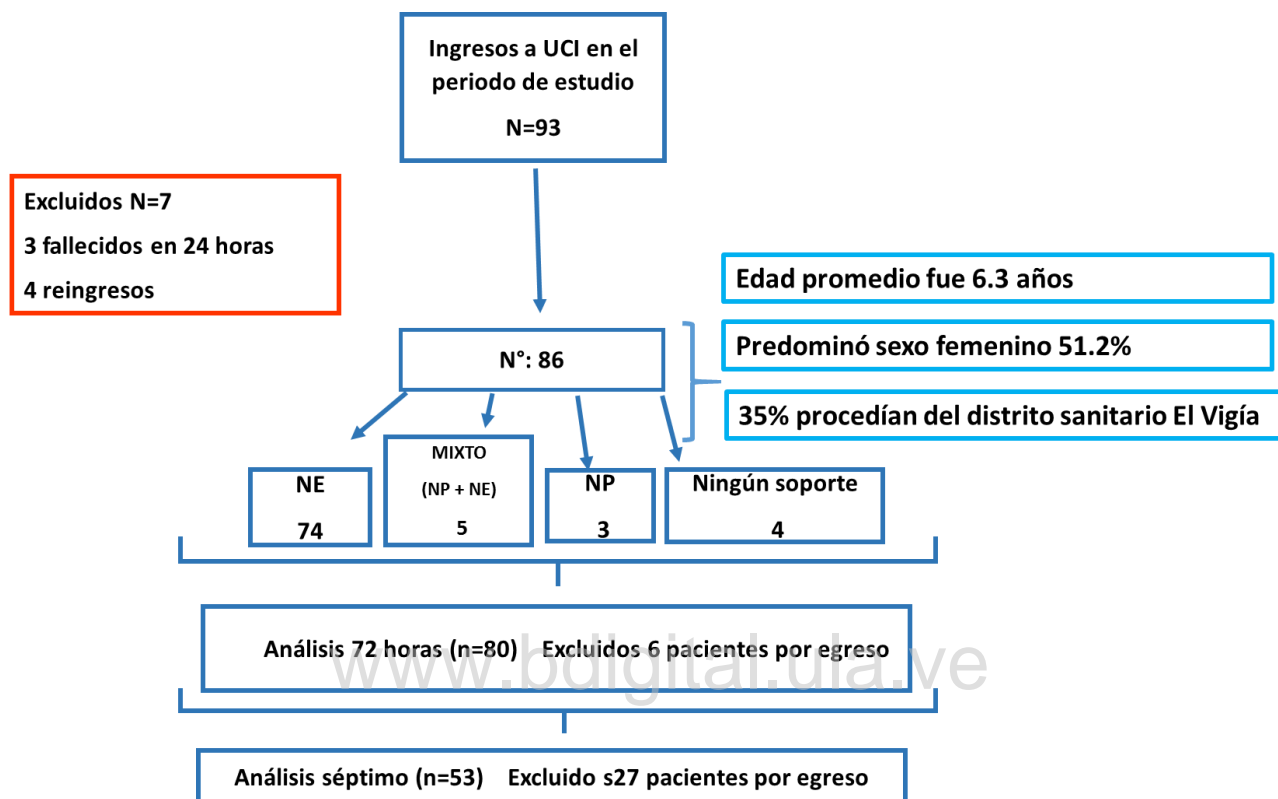 Ingresos a UCI en el
periodo de estudio
N=93
Excluidos N=7
3 fallecidos en 24 horas
4 reingresos
Edad promedio fue 6.3 años
Predominó sexo femenino 51.2%
35% procedían del distrito sanitario El Vigía
N°: 86
NE
74
MIXTO
(NP + NE)
5
NP
3
Ningún soporte
4
Análisis 72 horas (n=80) Excluidos 6 pacientes por egreso
www.bdigital.ula.ve
Análisis séptimo (n=53) Excluido s27 pacientes por egreso